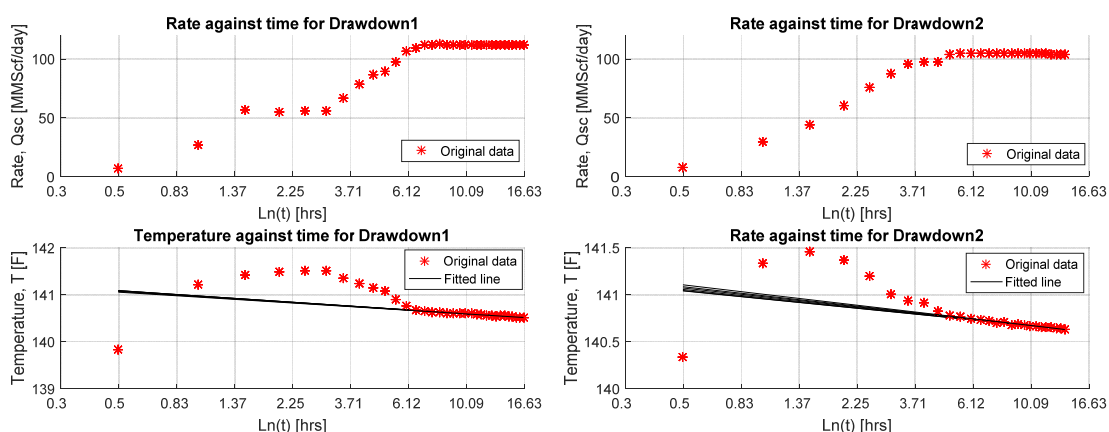 Rate against time for Drawdown1
Rate, Qsc [MMScf/day]
100
50
0
Original data
0.3 0.5 0.83 1.37 2.25 3.71 6.12 10.09 16.63
Ln(t) [hrs]
Rate against time for Drawdown2
Rate, Qsc [MMScf/day]
100
50
0
Original data
0.3 0.5 0.83 1.37 2.25 3.71 6.12 10.09 16.63
Ln(t) [hrs]
Temperature against time for Drawdown1
Temperature, T [F]
142
141
140
139
Original data
Fitted line
0.3 0.5 0.83 1.37 2.25 3.71 6.12 10.09 16.63
Ln(t) [hrs]
Rate against time for Drawdown2
Temperature, T [F]
141.5
141
140.5
140
Original data
Fitted line
0.3 0.5 0.83 1.37 2.25 3.71 6.12 10.09 16.63
Ln(t) [hrs]